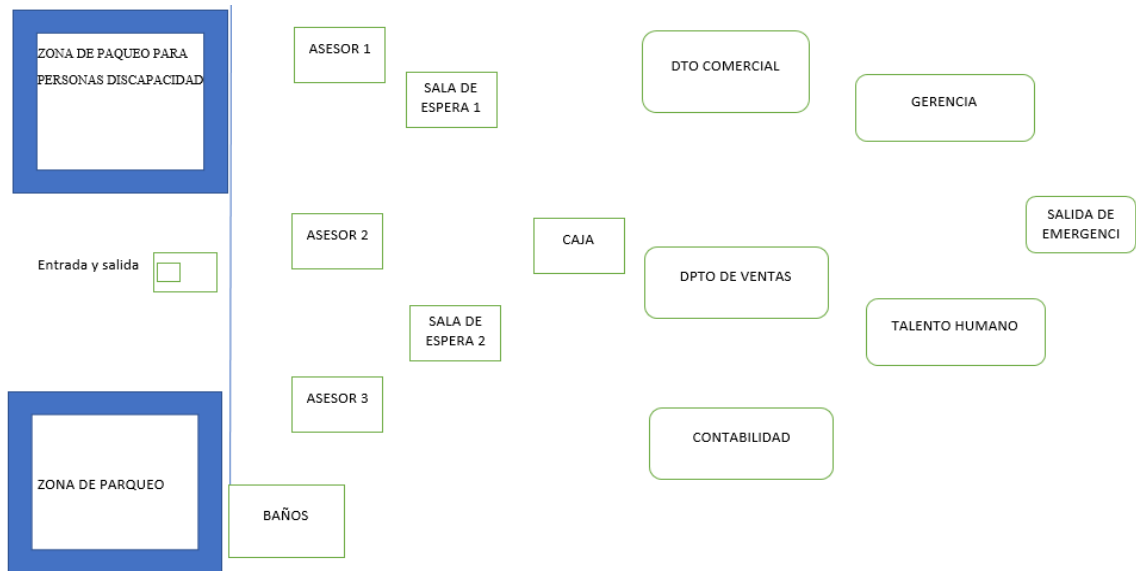 ZONA DE PAQUEO PARA
PERSONAS DISCAPACIDAD
ASESOR 1
SALA DE
ESPERA 1
DTO COMERCIAL
GERENCIA
Entrada y salida
ASESOR 2
CAJA
DPTO DE VENTAS
SALIDA DE
EMERGENCI
SALA DE
ESPERA 2
TALENTO HUMANO
ASESOR 3
CONTABILIDAD
ZONA DE PARQUEO
BAÑOS